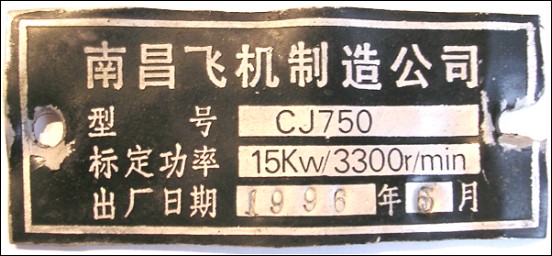 南昌飞机制造公司
型 号 CJ750
标定功率 15Kw/3300r/min
出厂日期 1996 年 6 月